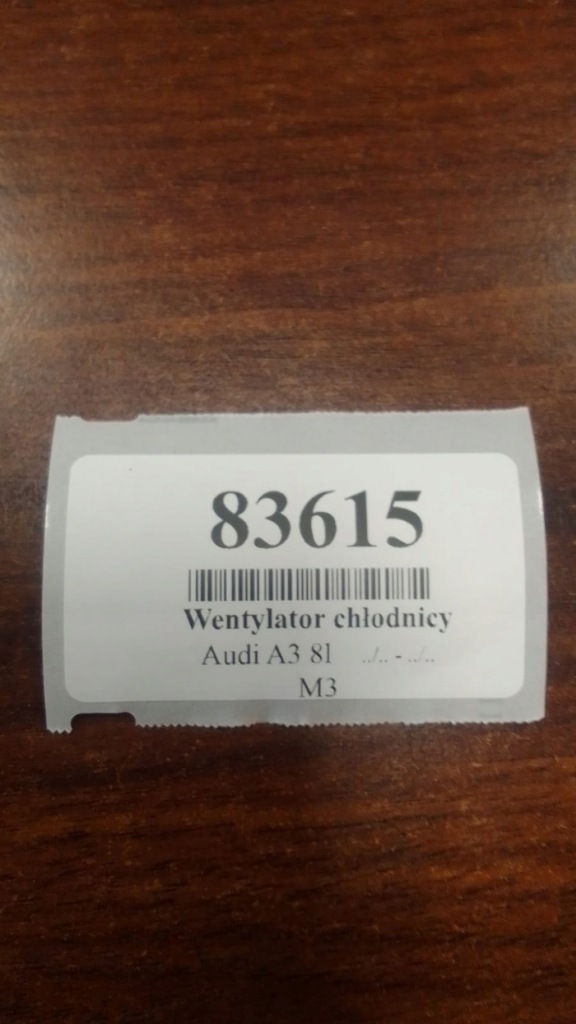 83615
Wentylator chłodnicy
Audi A3 8l ../.. - ../..
M3